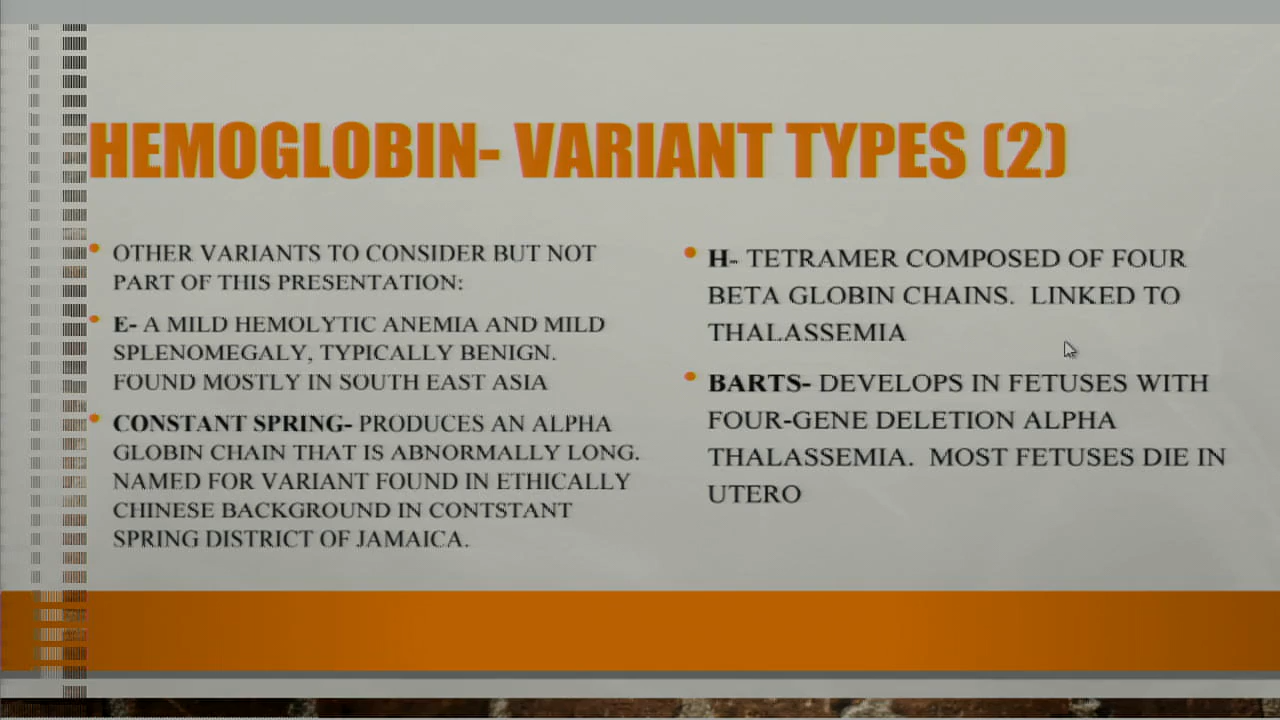 HEMOGLOBIN- VARIANT TYPES (2)
• OTHER VARIANTS TO CONSIDER BUT NOT
PART OF THIS PRESENTATION:
• E- A MILD HEMOLYTIC ANEMIA AND MILD
SPLENOMEGALY, TYPICALLY BENIGN.
FOUND MOSTLY IN SOUTH EAST ASIA
• CONSTANT SPRING- PRODUCES AN ALPHA
GLOBIN CHAIN THAT IS ABNORMALLY LONG.
NAMED FOR VARIANT FOUND IN ETHICALLY
CHINESE BACKGROUND IN CONTSTANT
SPRING DISTRICT OF JAMAICA.
• H- TETRAMER COMPOSED OF FOUR
BETA GLOBIN CHAINS. LINKED TO
THALASSEMIA
• BARTS- DEVELOPS IN FETUSES WITH
FOUR-GENE DELETION ALPHA
THALASSEMIA. MOST FETUSES DIE IN
UTERO